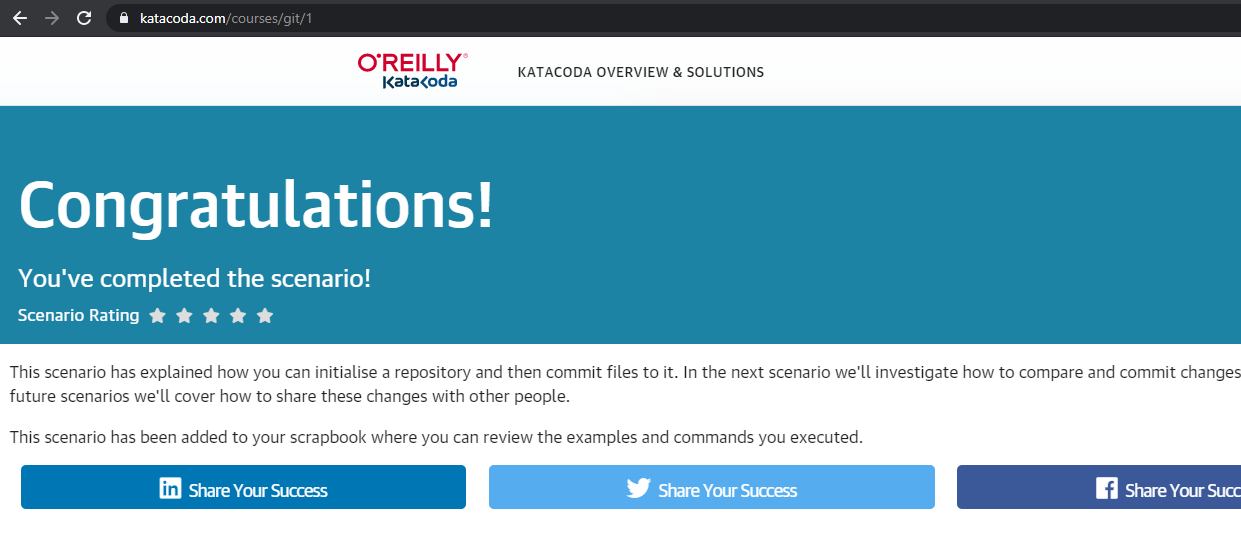 katacoda.com/courses/git/1
O'REILLY®
KataKoda
KATACODA OVERVIEW & SOLUTIONS
Congratulations!
You've completed the scenario!
Scenario Rating
This scenario has explained how you can initialise a repository and then commit files to it. In the next scenario we'll investigate how to compare and commit changes
future scenarios we'll cover how to share these changes with other people.
This scenario has been added to your scrapbook where you can review the examples and commands you executed.
in Share Your Success
Share Your Success
f Share Your Succ